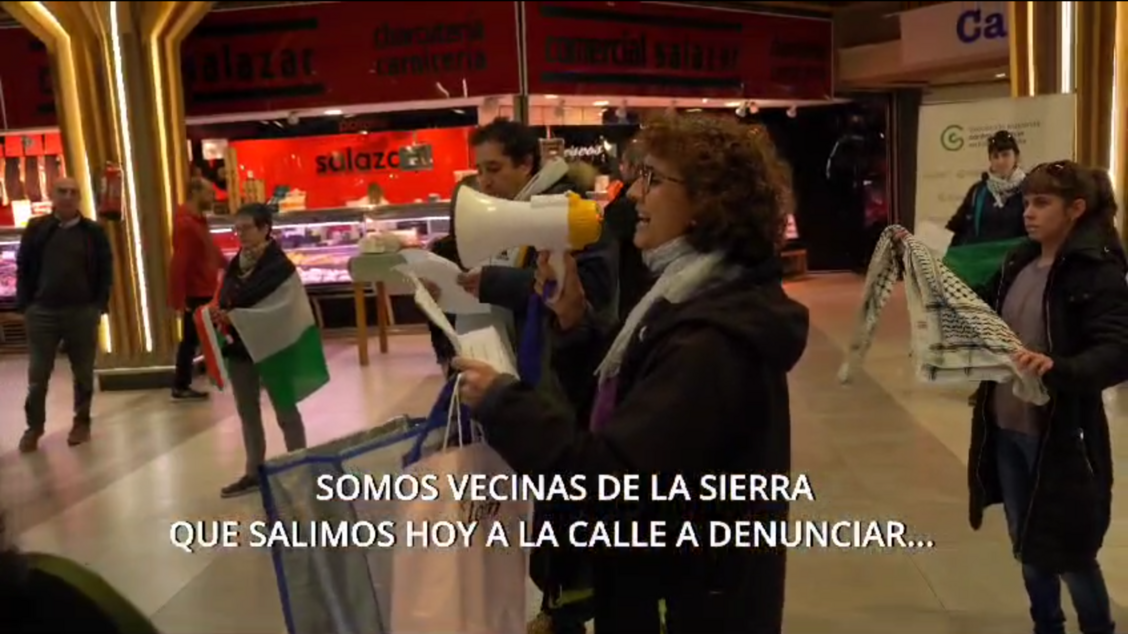 charcutería
carnicería
salazar
comercial salazar
Ca
salazar
SOMOS VECINAS DE LA SIERRA
QUE SALIMOS HOY A LA CALLE A DENUNCIAR...